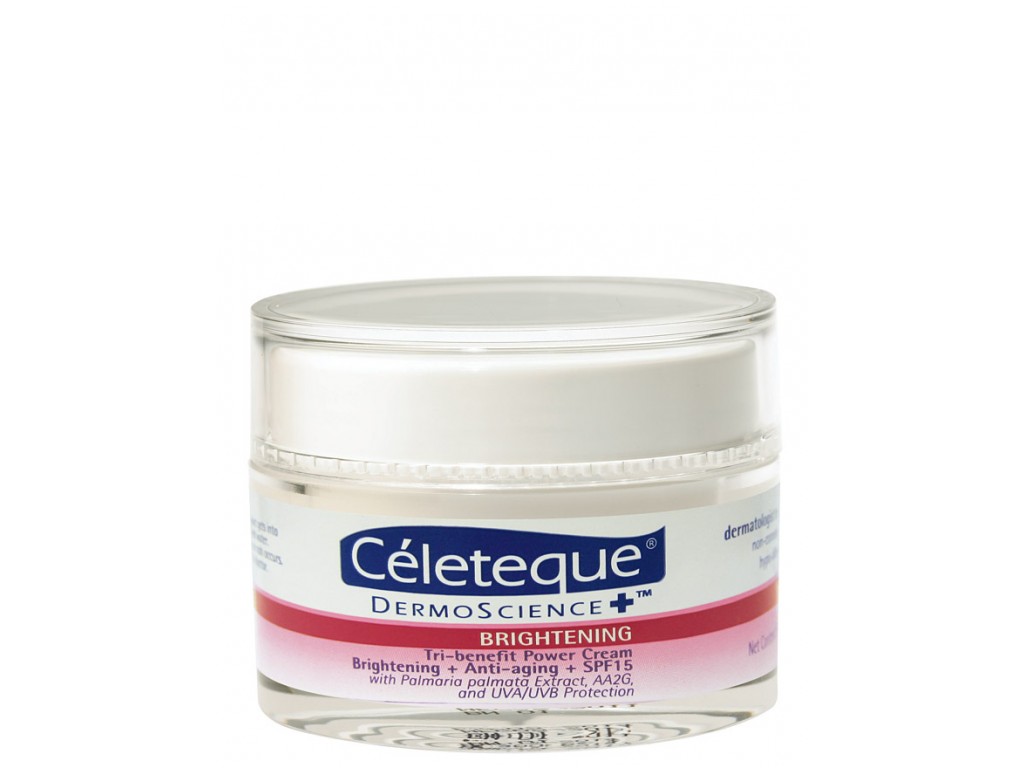 Céleteque®
DERMOSCIENCE+™
BRIGHTENING
Tri-benefit Power Cream
Brightening + Anti-aging + SPF15
with Palmaria palmata Extract, AA2G,
and UVA/UVB Protection
Net